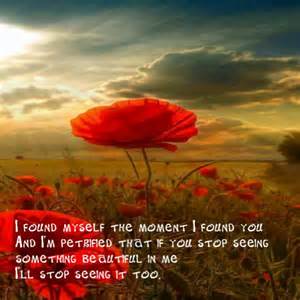 I found myself the moment I found you
And I'm petrified that if you stop seeing
something beautiful in me
I'll stop seeing it too.